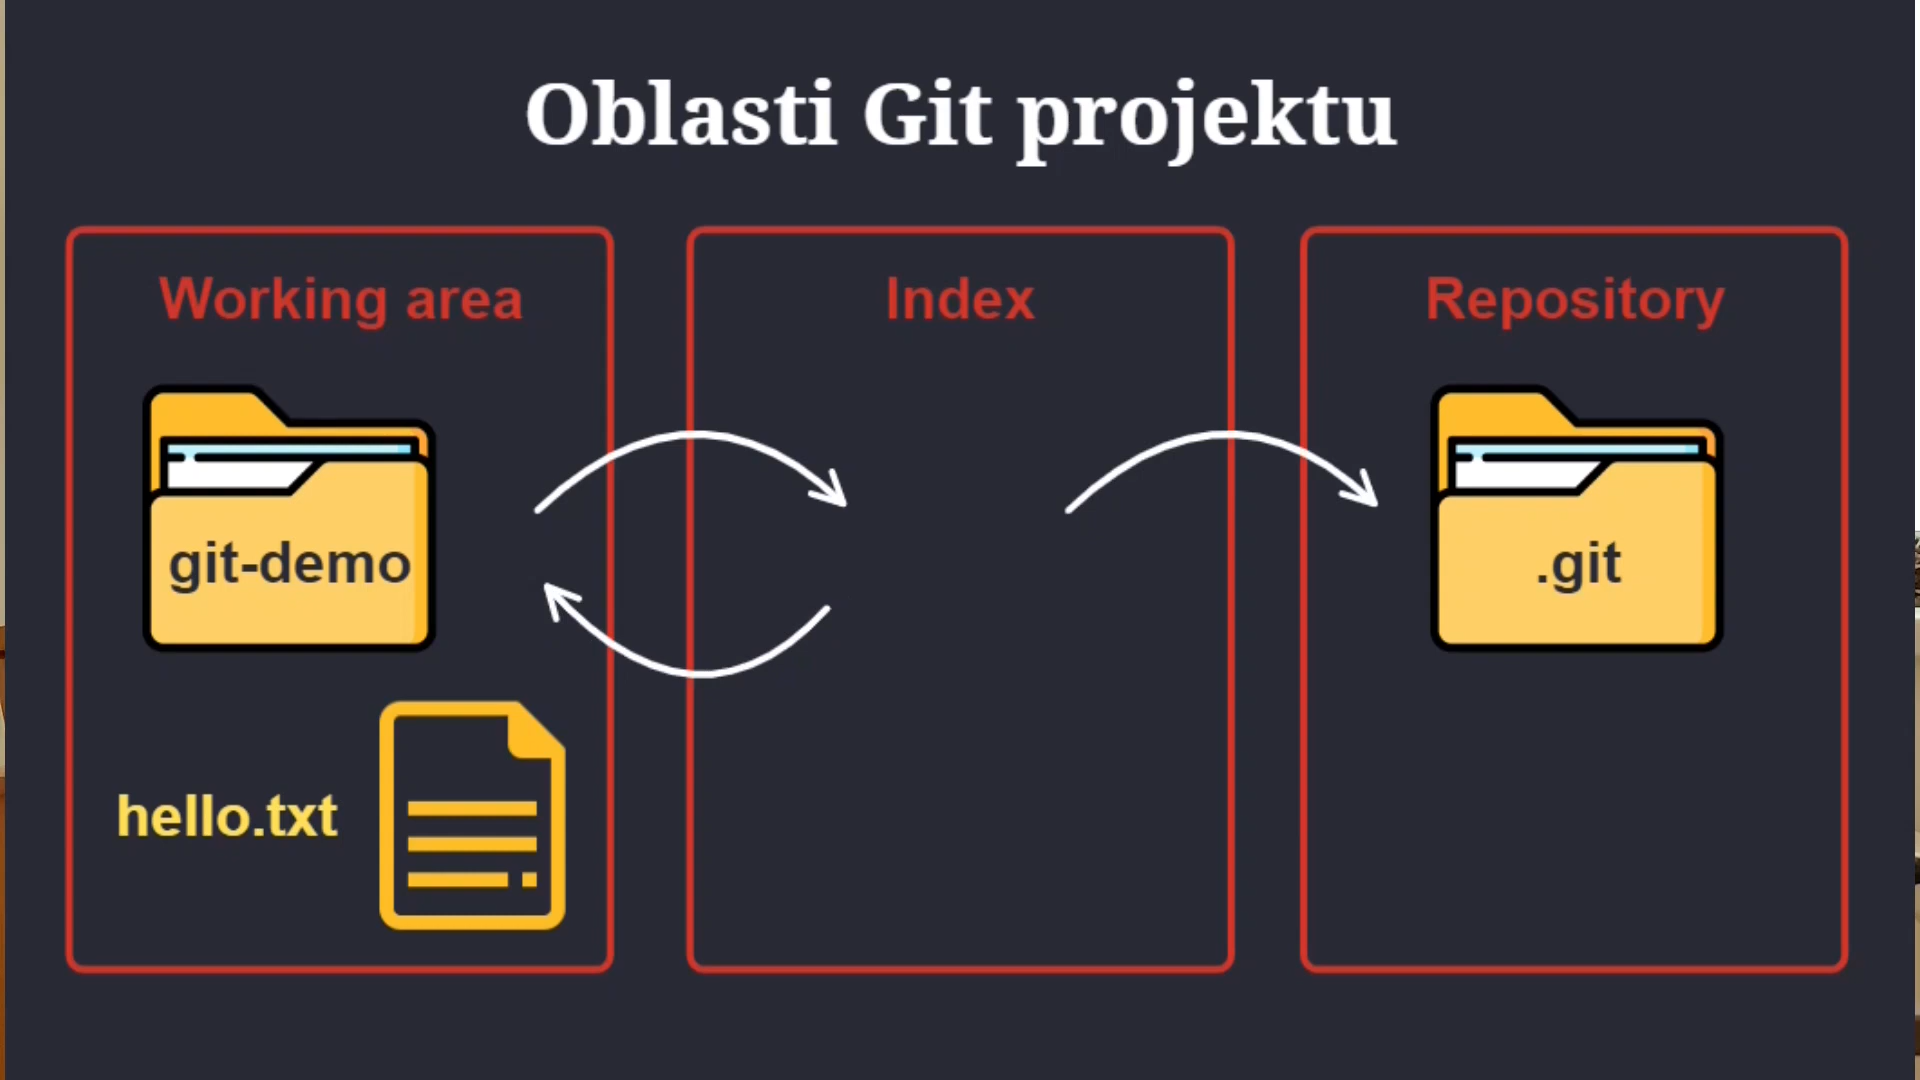 Oblasti Git projektu
Working area
Index
Repository
git-demo
.git
hello.txt